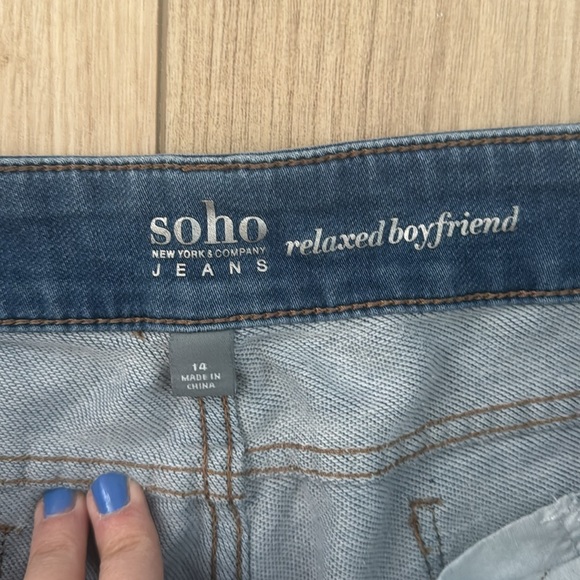 soho
NEW YORK & COMPANY
JEANS
relaxed boyfriend
14
MADE IN
CHINA